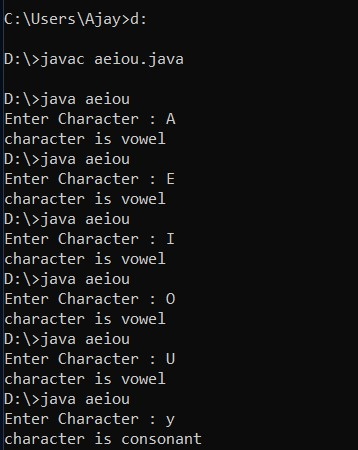 C:\Users\Ajay>d:
D:\>javac aeiou.java
D:\>java aeiou
Enter Character : A
character is vowel
D:\>java aeiou
Enter Character : E
character is vowel
D:\>java aeiou
Enter Character : I
character is vowel
D:\>java aeiou
Enter Character : O
character is vowel
D:\>java aeiou
Enter Character : U
character is vowel
D:\>java aeiou
Enter Character : y
character is consonant